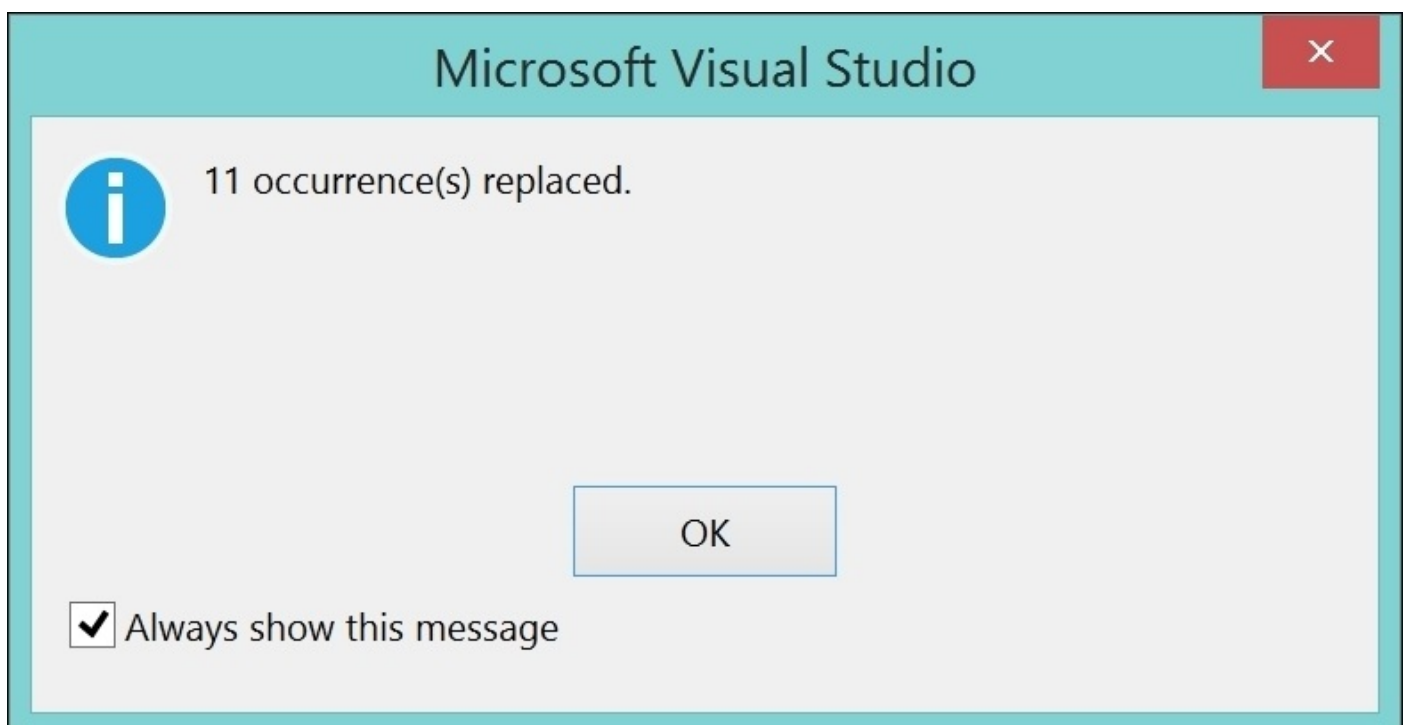 Microsoft Visual Studio
11 occurrence(s) replaced.
OK
Always show this message